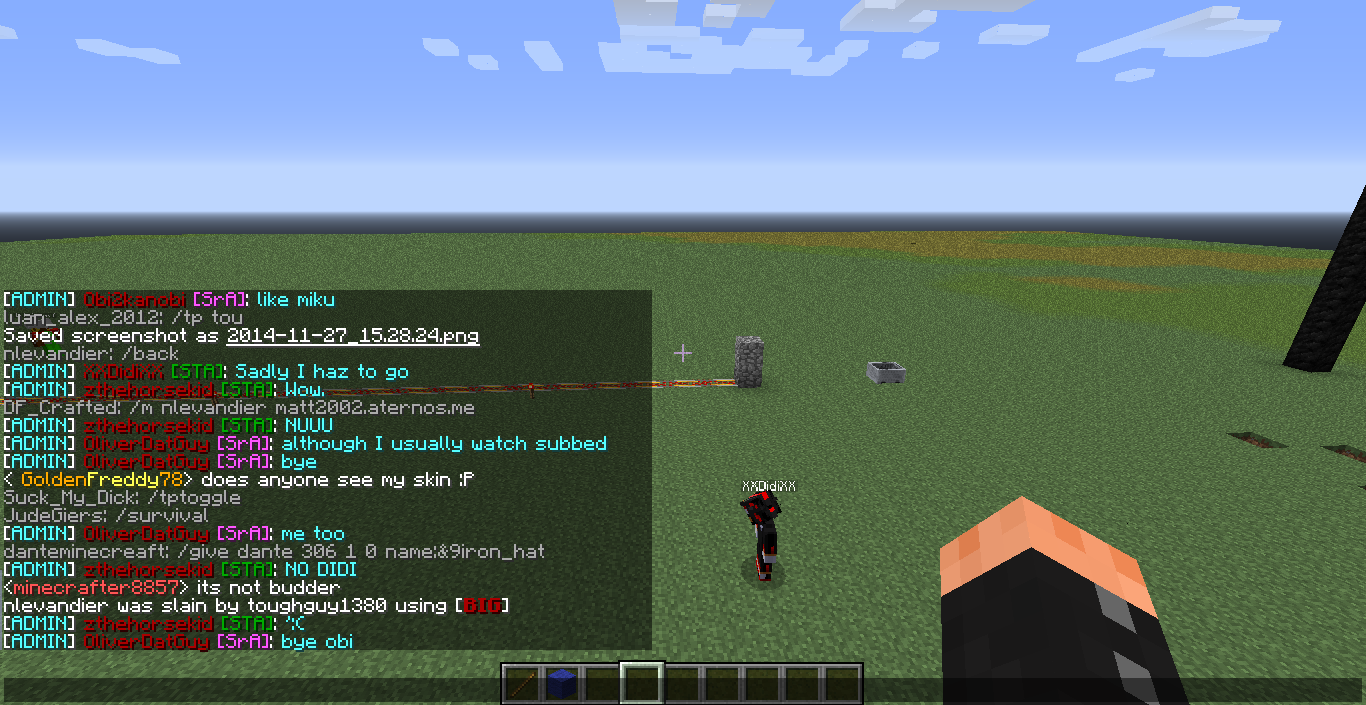 [ADMIN] Obi2kanobi [SrA]: like miku
luan_alex_2012: /tp tou
Saved screenshot as 2014-11-27_15.28.24.png
nlevandier: /back
[ADMIN] XXDidiXX [STA]: Sadly I haz to go
[ADMIN] zthehorsekid [STA]: Wow.
DF_Crafted: /m nlevandier matt2002.aternos.me
[ADMIN] zthehorsekid [STA]: NUUU
[ADMIN] OliverDatGuy [SrA]: although I usually watch subbed
[ADMIN] OliverDatGuy [SrA]: bye
< GoldenFreddy78> does anyone see my skin :P
Suck_My_Dick: /tptoggle
JudeGiers: /survival
[ADMIN] OliverDatGuy [SrA]: me too
danteminecreaft: /give dante 306 1 0 name:&9iron_hat
[ADMIN] zthehorsekid [STA]: NO DIDI
<minecrafter8857> its not budder
nlevandier was slain by toughguy1380 using [BIG]
[ADMIN] zthehorsekid [STA]: ":C
[ADMIN] OliverDatGuy [SrA]: bye obi
XXDidiXX